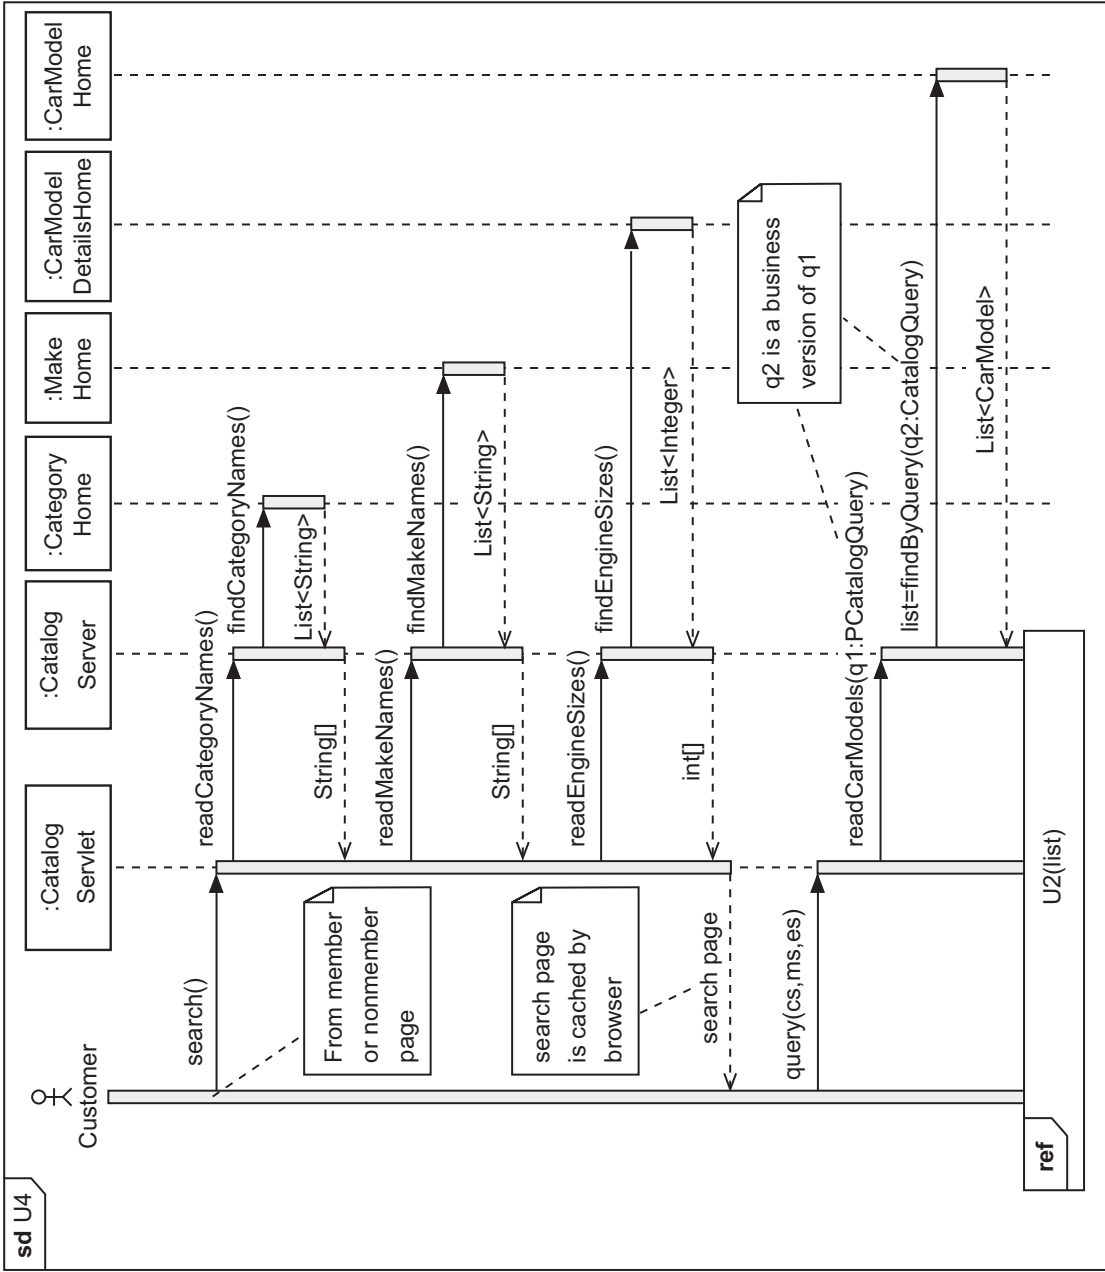 sd U4
Customer
:Catalog
Servlet
:Catalog
Server
:Category
Home
:Make
Home
:CarModel
DetailsHome
:CarModel
Home
search()
From member
or nonmember
page
readCategoryNames()
findCategoryNames()
List<String>
String[]
readMakeNames()
findMakeNames()
List<String>
String[]
readEngineSizes()
findEngineSizes()
List<Integer>
int[]
search page
is cached by
browser
search page
q2 is a business
version of q1
query(cs,ms,es)
readCarModels(q1:PCatalogQuery)
list=findByQuery(q2:CatalogQuery)
List<CarModel>
ref
U2(list)